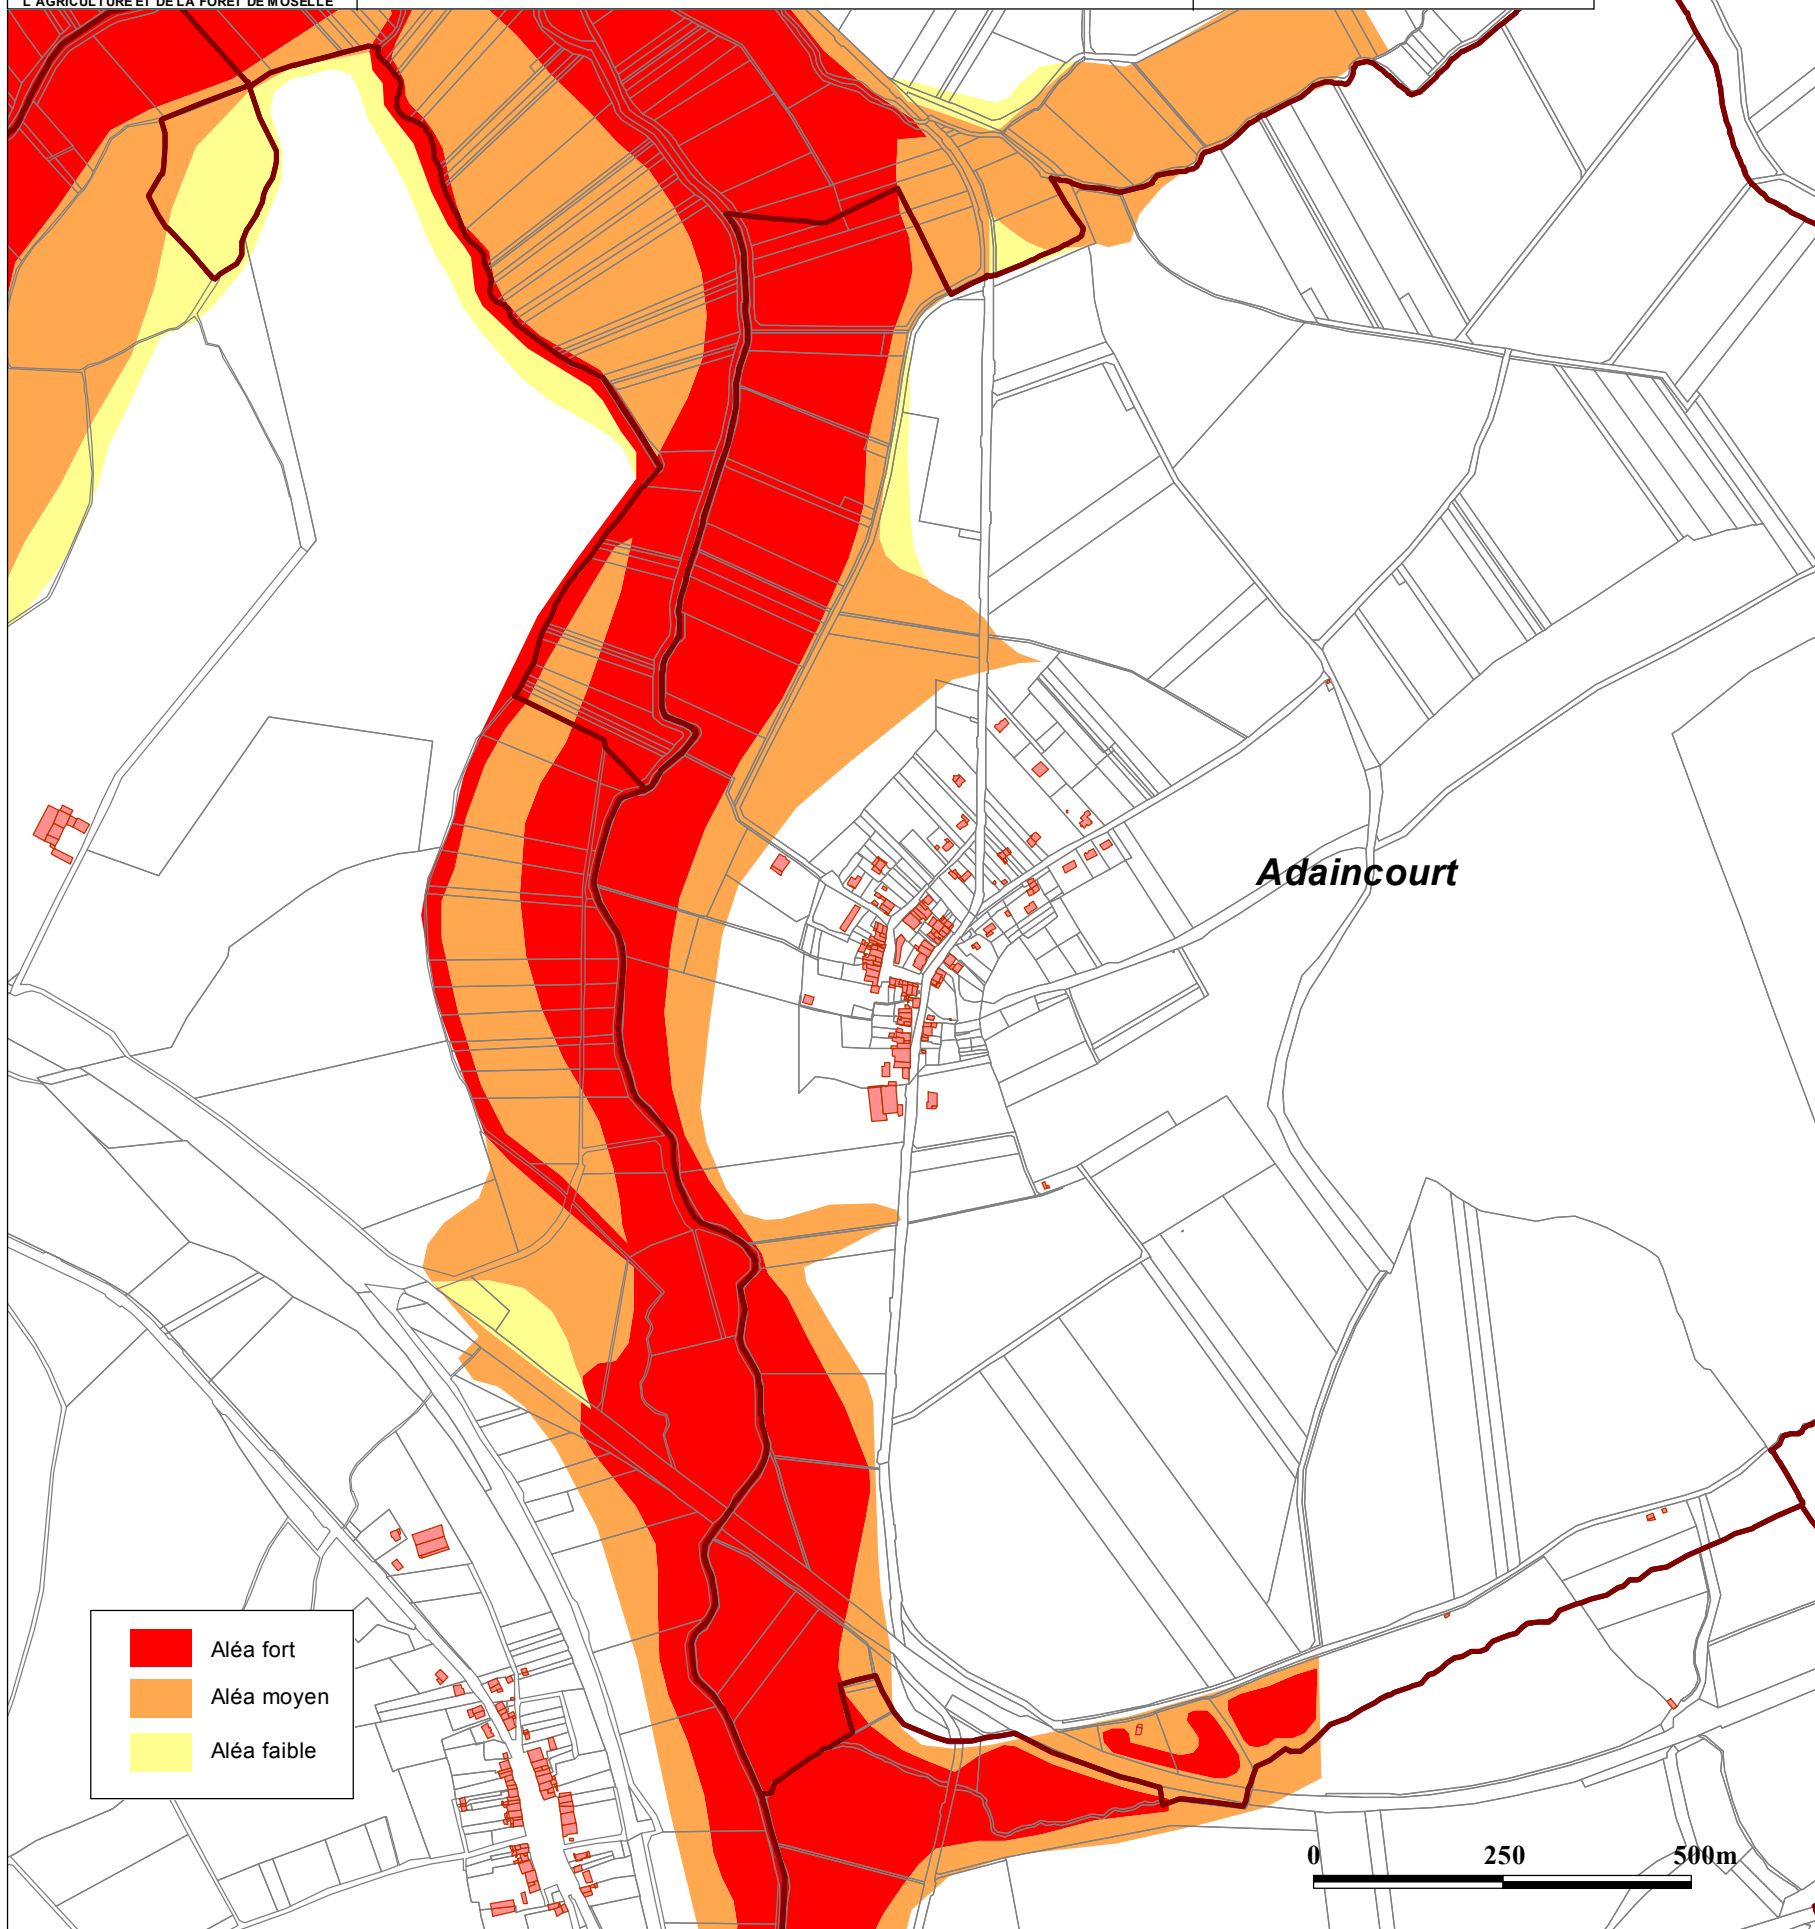 L'AGRICULTURE ET DE LA FORET DE MOSELLE
Adaincourt
Aléa fort
Aléa moyen
Aléa faible
0 250 500m